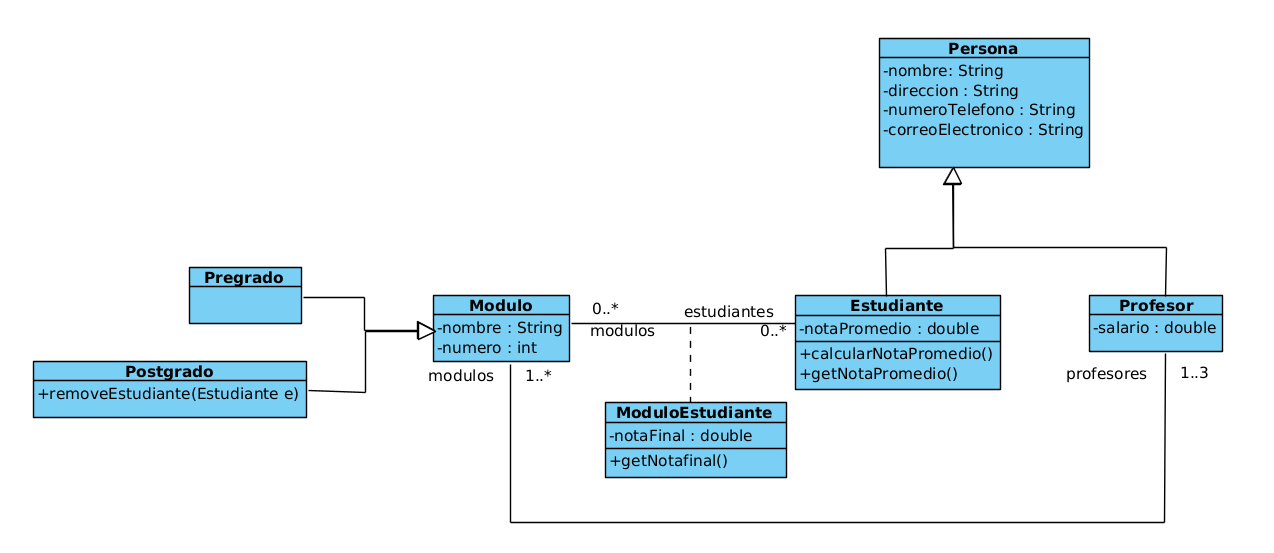 Persona
-nombre: String
-direccion : String
-numeroTelefono : String
-correoElectronico : String
Pregrado
Postgrado
+removeEstudiante(Estudiante e)
Modulo
-nombre : String
-numero : int
modulos
1..*
0..*
modulos
estudiantes
0..*
ModuloEstudiante
-notaFinal : double
+getNotafinal()
Estudiante
-notaPromedio : double
+calcularNotaPromedio()
+getNotaPromedio()
Profesor
-salario : double
profesores
1..3